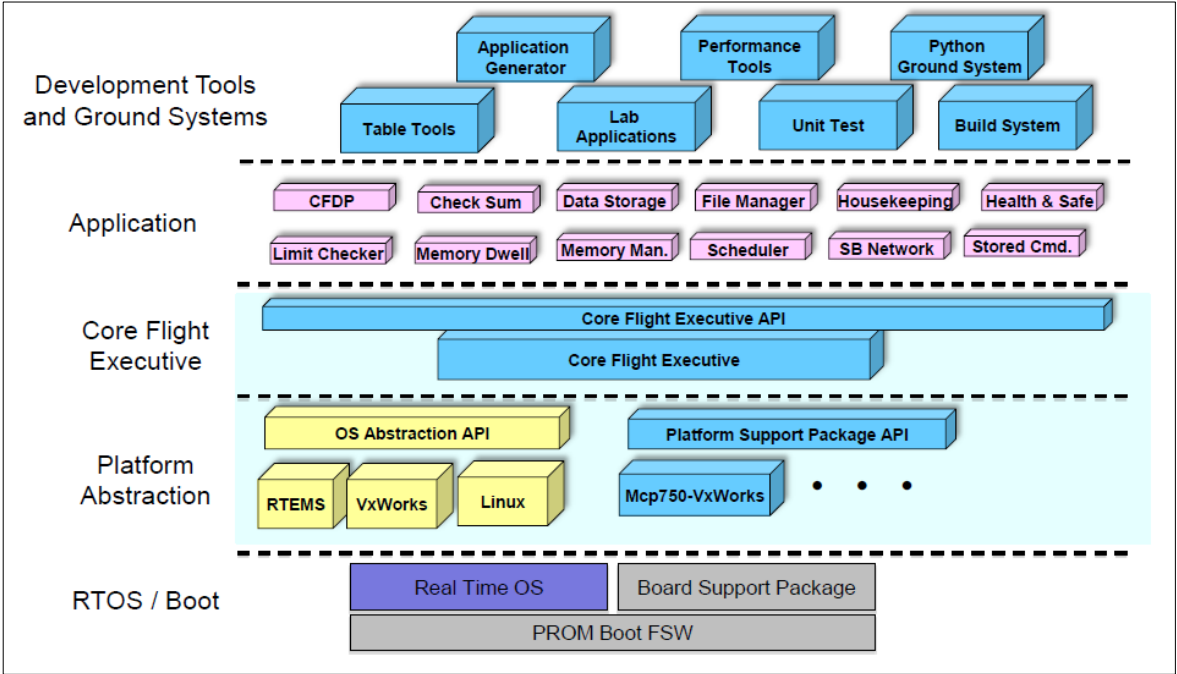 Development Tools
and Ground Systems
Application
Generator
Performance
Tools
Python
Ground System
Table Tools
Lab
Applications
Unit Test
Build System
Application
CFDP
Check Sum
Data Storage
File Manager
Housekeeping
Health & Safe
Limit Checker
Memory Dwell
Memory Man.
Scheduler
SB Network
Stored Cmd.
Core Flight
Executive
Core Flight Executive API
Core Flight Executive
Platform
Abstraction
OS Abstraction API
Platform Support Package API
RTEMS
VxWorks
Linux
Mcp750-VxWorks
• • •
RTOS / Boot
Real Time OS
Board Support Package
PROM Boot FSW